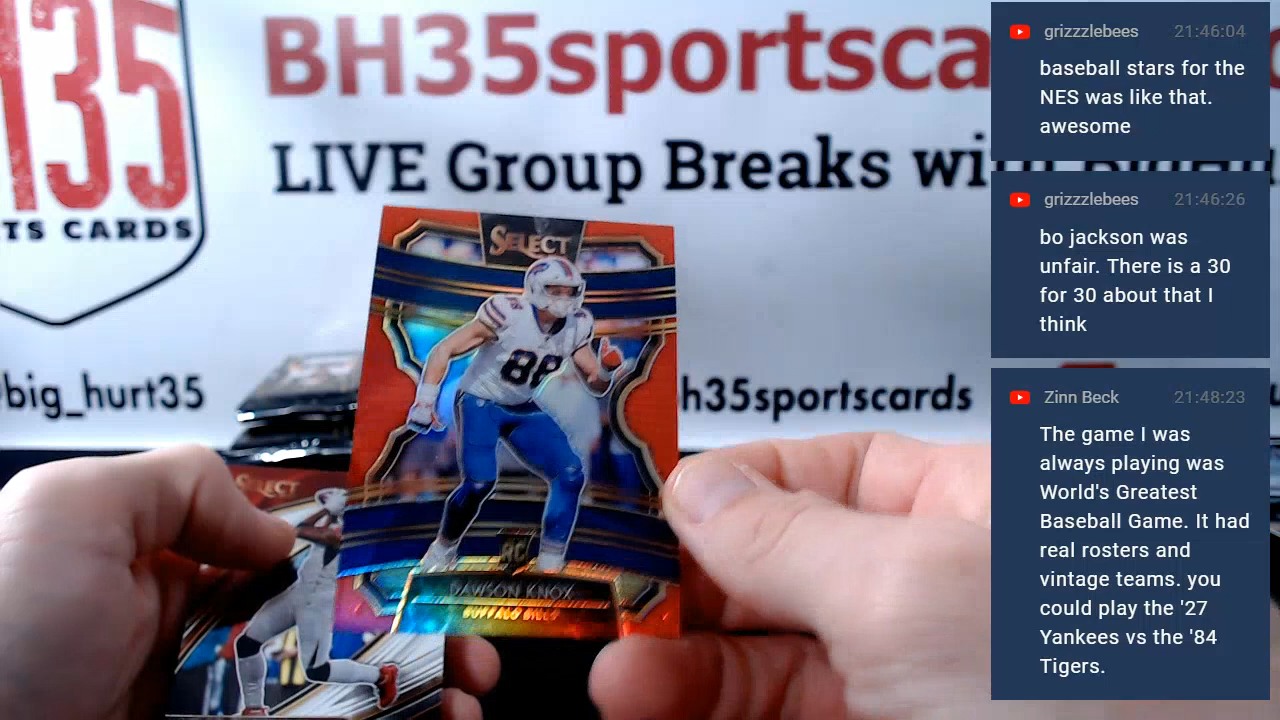 H35
TS CARDS
BH35sportsca
LIVE Group Breaks wi
big_hurt35
h35sportscards
SELECT
88
RC
DAWSON KNOX
BUFFALO BILLS
SELECT
grizzzlebees 21:46:04
baseball stars for the
NES was like that.
awesome
grizzzlebees 21:46:26
bo jackson was
unfair. There is a 30
for 30 about that I
think
Zinn Beck 21:48:23
The game I was
always playing was
World's Greatest
Baseball Game. It had
real rosters and
vintage teams. you
could play the '27
Yankees vs the '84
Tigers.